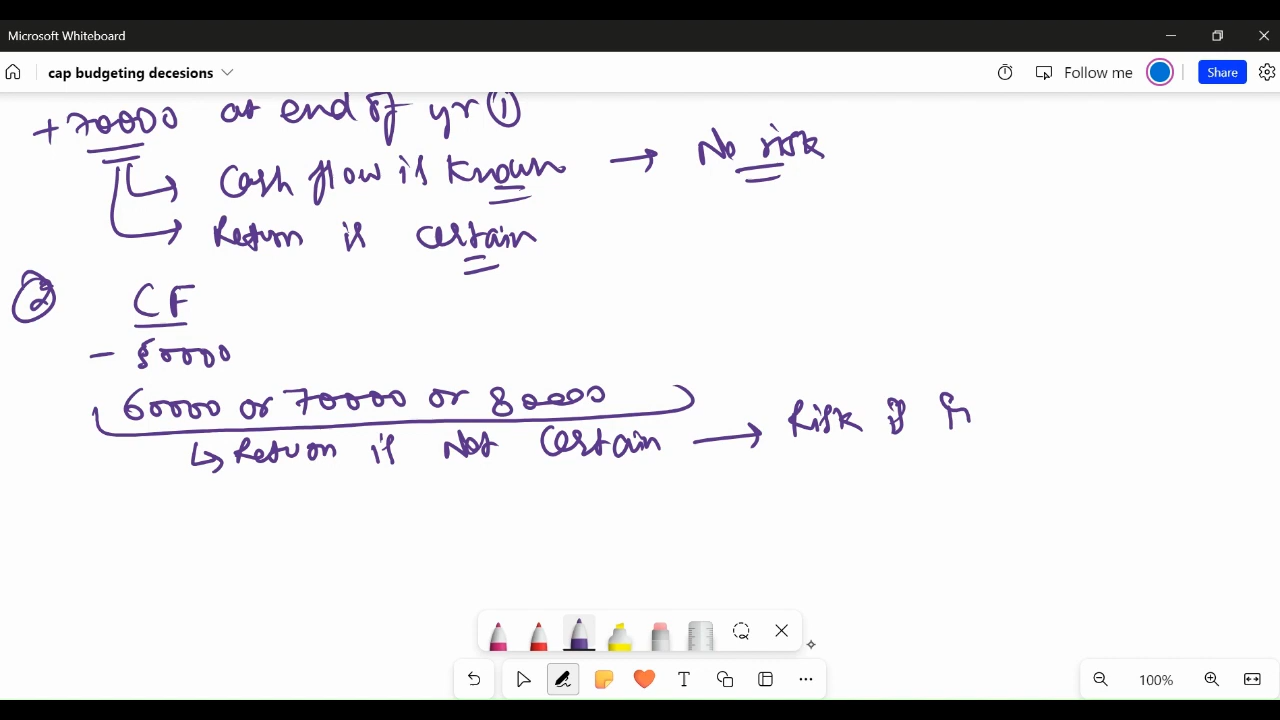 Microsoft Whiteboard
cap budgeting decesions
Follow me
Share
+70000 at end of yr ①
Cash flow is known → No risk
Return is certain
② CF
- 50000
60000 or 70000 or 80000
Return is Not certain → Risk is
100%